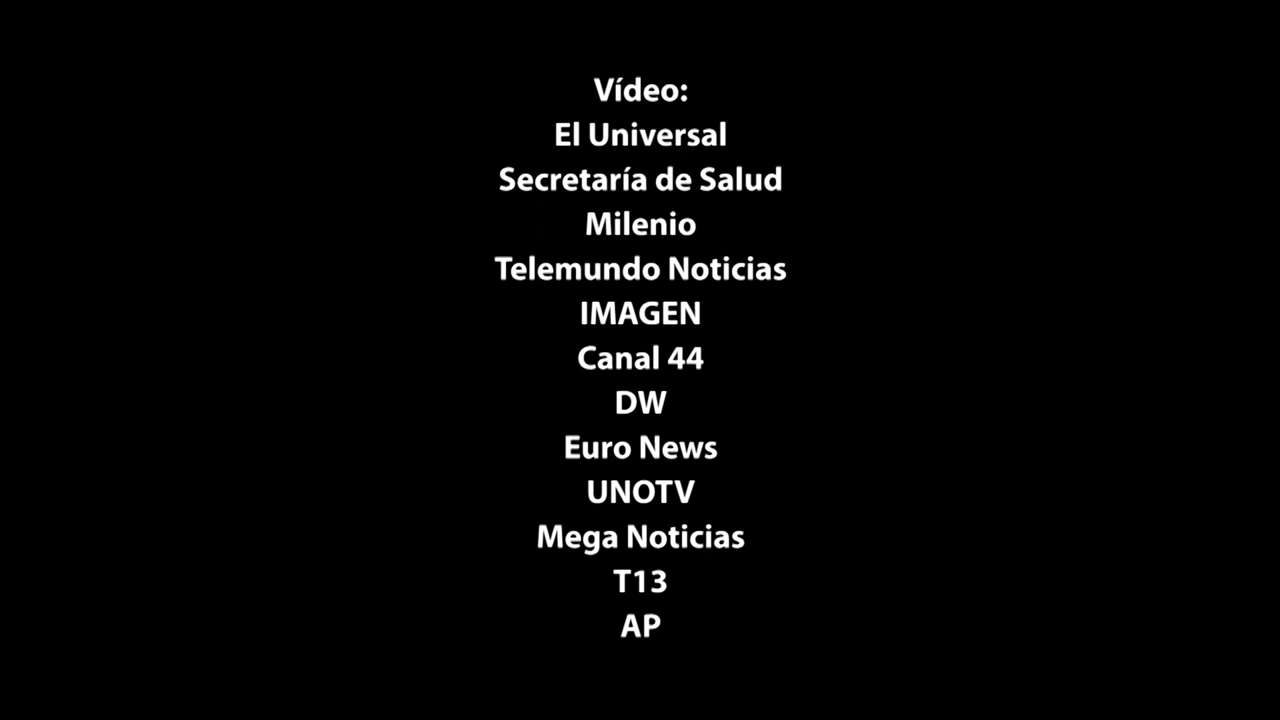 Vídeo:
El Universal
Secretaría de Salud
Milenio
Telemundo Noticias
IMAGEN
Canal 44
DW
Euro News
UNOTV
Mega Noticias
T13
AP